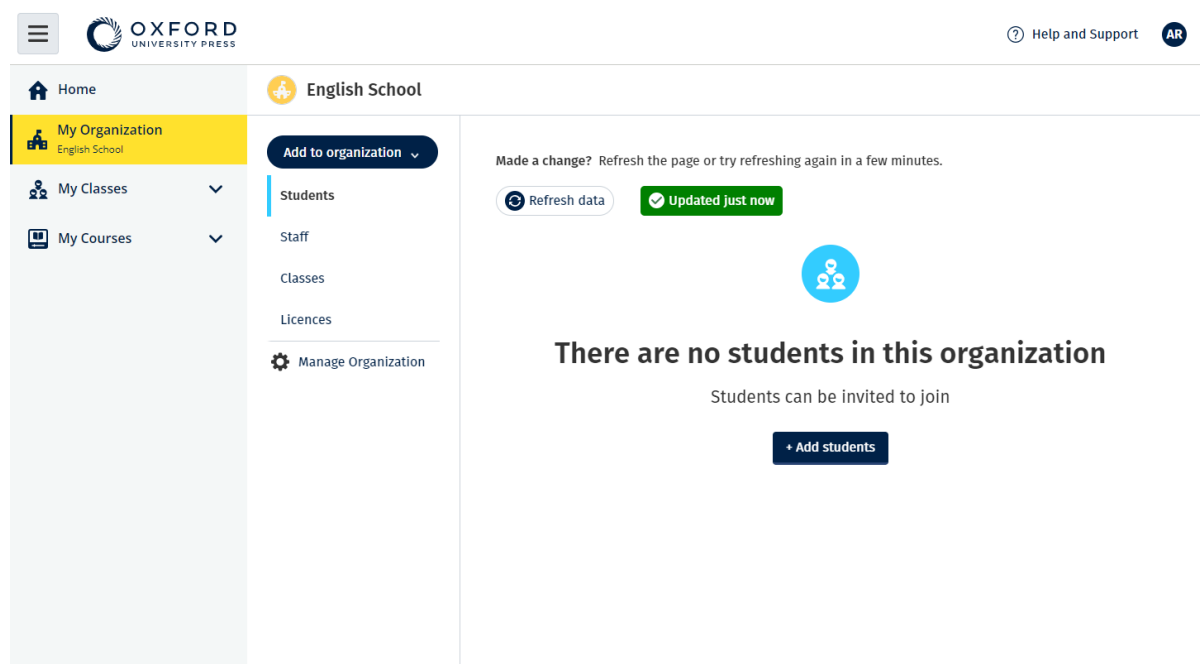 OXFORD
UNIVERSITY PRESS
Help and Support
AR
Home
My Organization
English School
My Classes
My Courses
English School
Add to organization
Students
Staff
Classes
Licences
Manage Organization
Made a change? Refresh the page or try refreshing again in a few minutes.
Refresh data
Updated just now
There are no students in this organization
Students can be invited to join
+ Add students